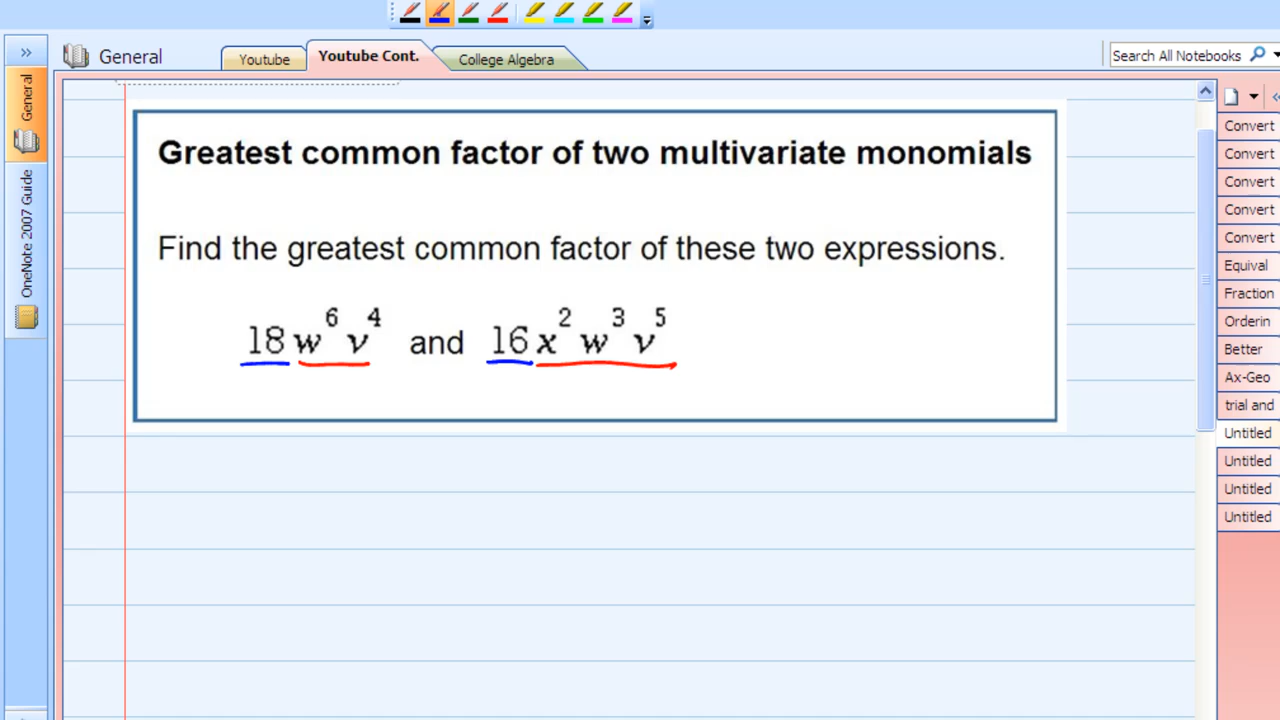 General
Youtube
Youtube Cont.
College Algebra
Search All Notebooks
General
OneNote 2007 Guide
Greatest common factor of two multivariate monomials
Find the greatest common factor of these two expressions.
18w⁶v⁴ and 16x²w³v⁵
Convert
Convert
Convert
Convert
Convert
Equival
Fraction
Orderin
Better
Ax-Geo
trial and
Untitled
Untitled
Untitled
Untitled